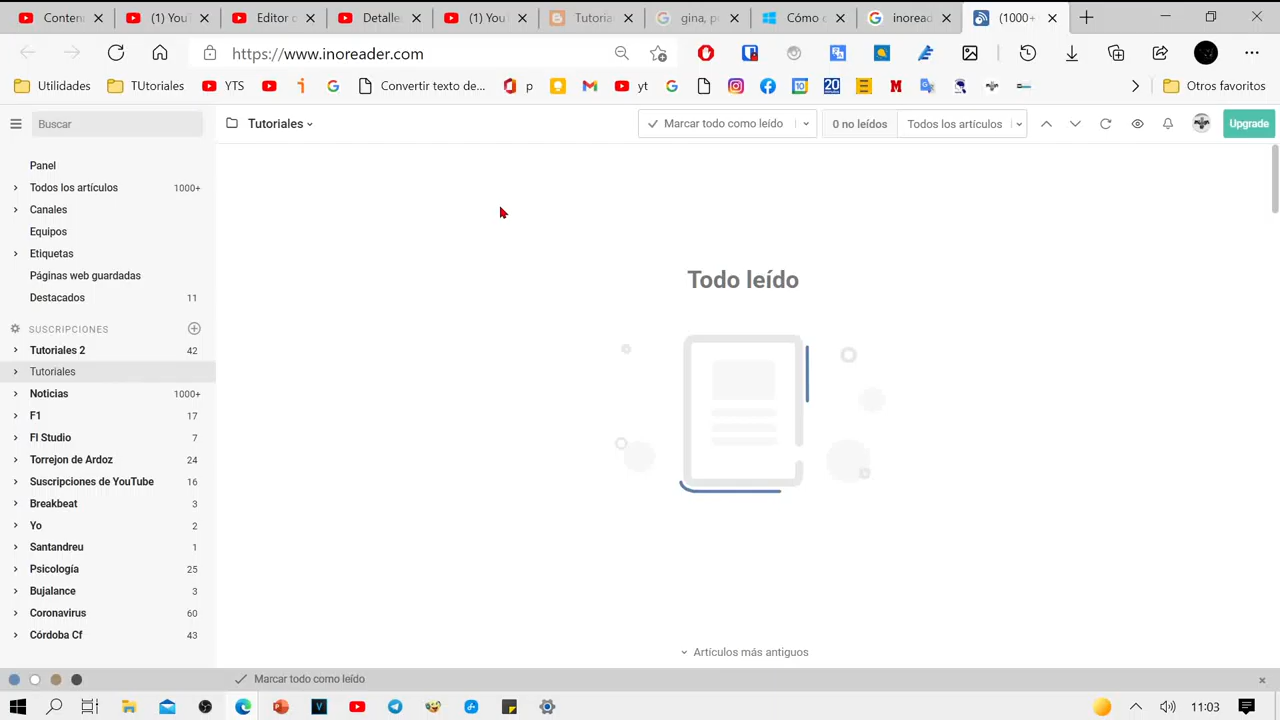 Conten
(1) YouT
Editor d
Detalle
(1) YouT
Tutoria
gina, po
Cómo c
inoread
(1000+
https://www.inoreader.com
Utilidades
TUtoriales
YTS
Convertir texto de...
p
yt
Otros favoritos
Buscar
Tutoriales
Marcar todo como leído
0 no leídos
Todos los artículos
Upgrade
Panel
Todos los artículos 1000+
Canales
Equipos
Etiquetas
Páginas web guardadas
Destacados 11
SUSCRIPCIONES
Tutoriales 2 42
Tutoriales
Noticias 1000+
F1 17
Fl Studio 7
Torrejon de Ardoz 24
Suscripciones de YouTube 16
Breakbeat 3
Yo 2
Santandreu 1
Psicología 25
Bujalance 3
Coronavirus 60
Córdoba Cf 43
Todo leído
Artículos más antiguos
Marcar todo como leído
11:03